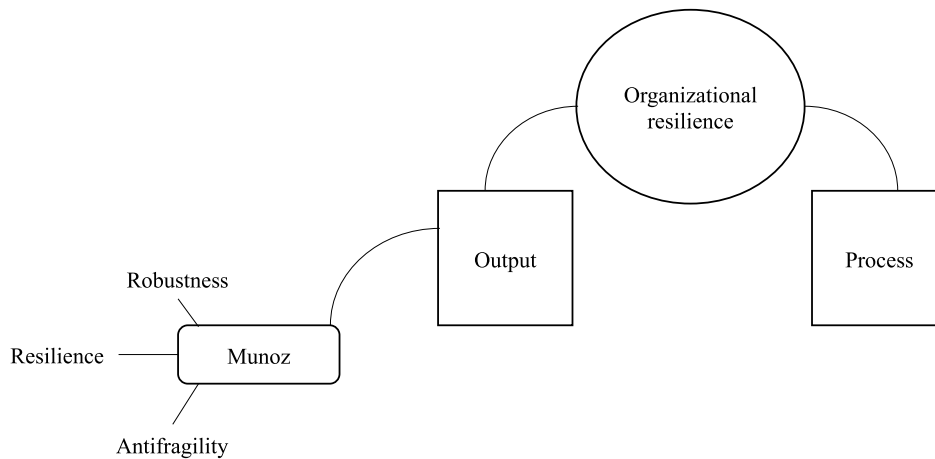 Organizational
resilience
Output
Process
Robustness
Resilience
Munoz
Antifragility